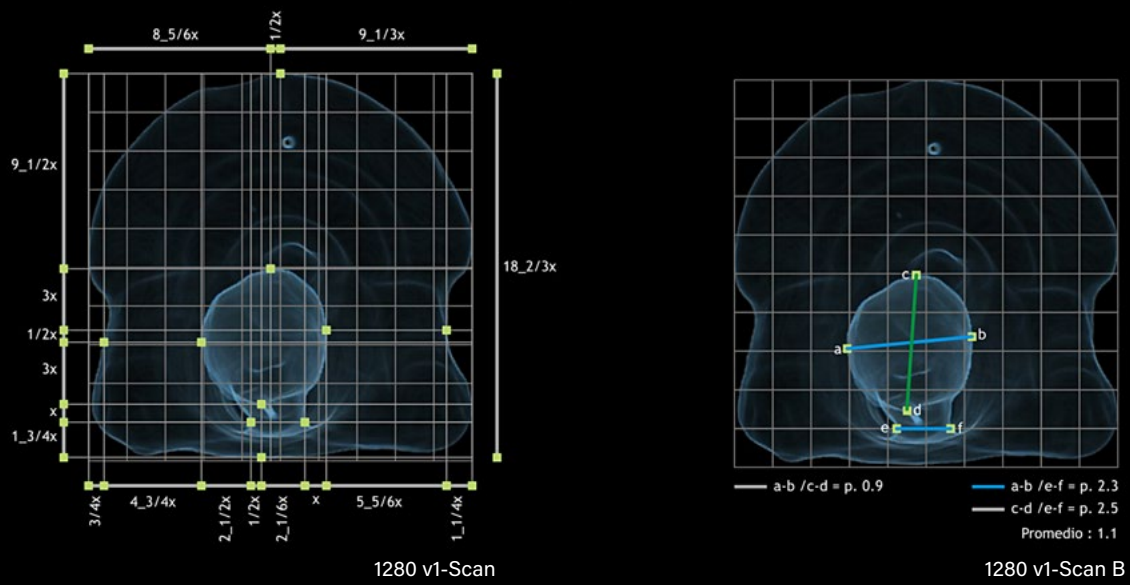 8_5/6x
1/2x
9_1/3x
9_1/2x
3x
1/2x
3x
x
1_3/4x
18_2/3x
3/4x
4_3/4x
2_1/2x
1/2x
2_1/6x
x
5_5/6x
1_1/4x
1280 v1-Scan
c
b
a
d
e
f
a-b /c-d = p. 0.9
a-b /e-f = p. 2.3
c-d /e-f = p. 2.5
Promedio : 1.1
1280 v1-Scan B